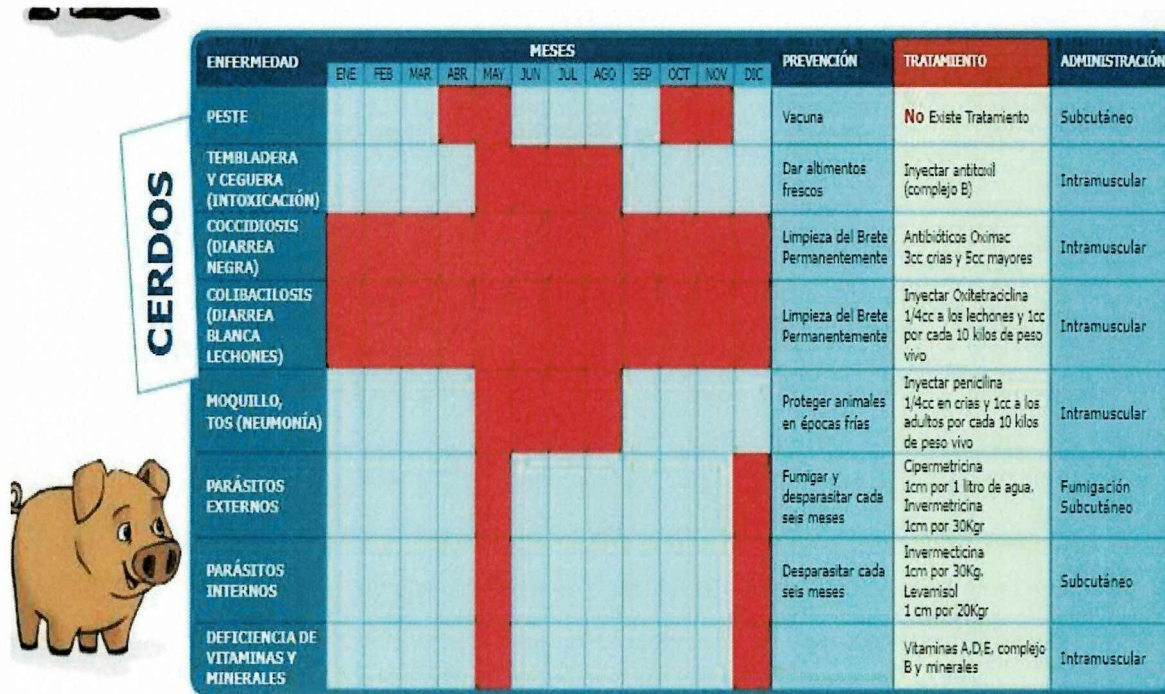 ENFERMEDAD
MESES
PREVENCIÓN
TRATAMIENTO
ADMINISTRACIÓN
ENE FEB MAR ABR MAY JUN JUL AGO SEP OCT NOV DIC
CERDOS
PESTE
Vacuna
No Existe Tratamiento
Subcutáneo
TEMBLADERA
Y CEGUERA
(INTOXICACIÓN)
Dar altimentos
frescos
Inyectar antitoxil
(complejo B)
Intramuscular
COCCIDIOSIS
(DIARREA
NEGRA)
Limpieza del Brete
Permanentemente
Antibióticos Oximac
3cc crias y 5cc mayores
Intramuscular
COLIBACILOSIS
(DIARREA
BLANCA
LECHONES)
Limpieza del Brete
Permanentemente
Inyectar Oxitetraciclina
1/4cc a los lechones y 1cc
por cada 10 kilos de peso
vivo
Intramuscular
MOQUILLO,
TOS (NEUMONÍA)
Proteger animales
en épocas frías
Inyectar penicilina
1/4cc en crias y 1cc a los
adultos por cada 10 kilos
de peso vivo
Intramuscular
PARÁSITOS
EXTERNOS
Fumigar y
desparasitar cada
seis meses
Cipermetricina
1cm por 1 litro de agua.
Invermetricina
1cm por 30Kgr
Fumigación
Subcutáneo
PARÁSITOS
INTERNOS
Desparasitar cada
seis meses
Invermecticina
1cm por 30Kg.
Levamisol
1 cm por 20Kgr
Subcutáneo
DEFICIENCIA DE
VITAMINAS Y
MINERALES
Vitaminas A,D,E, complejo
B y minerales
Intramuscular